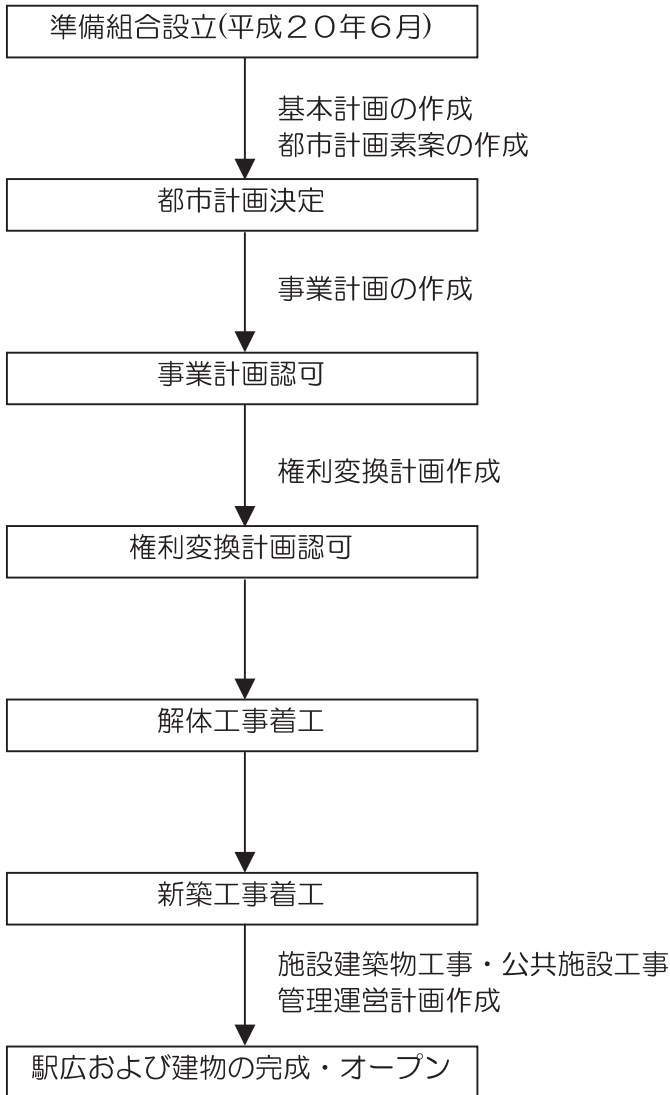 準備組合設立(平成２０年６月)
基本計画の作成
都市計画素案の作成
都市計画決定
事業計画の作成
事業計画認可
権利変換計画作成
権利変換計画認可
解体工事着工
新築工事着工
施設建築物工事・公共施設工事
管理運営計画作成
駅広および建物の完成・オープン